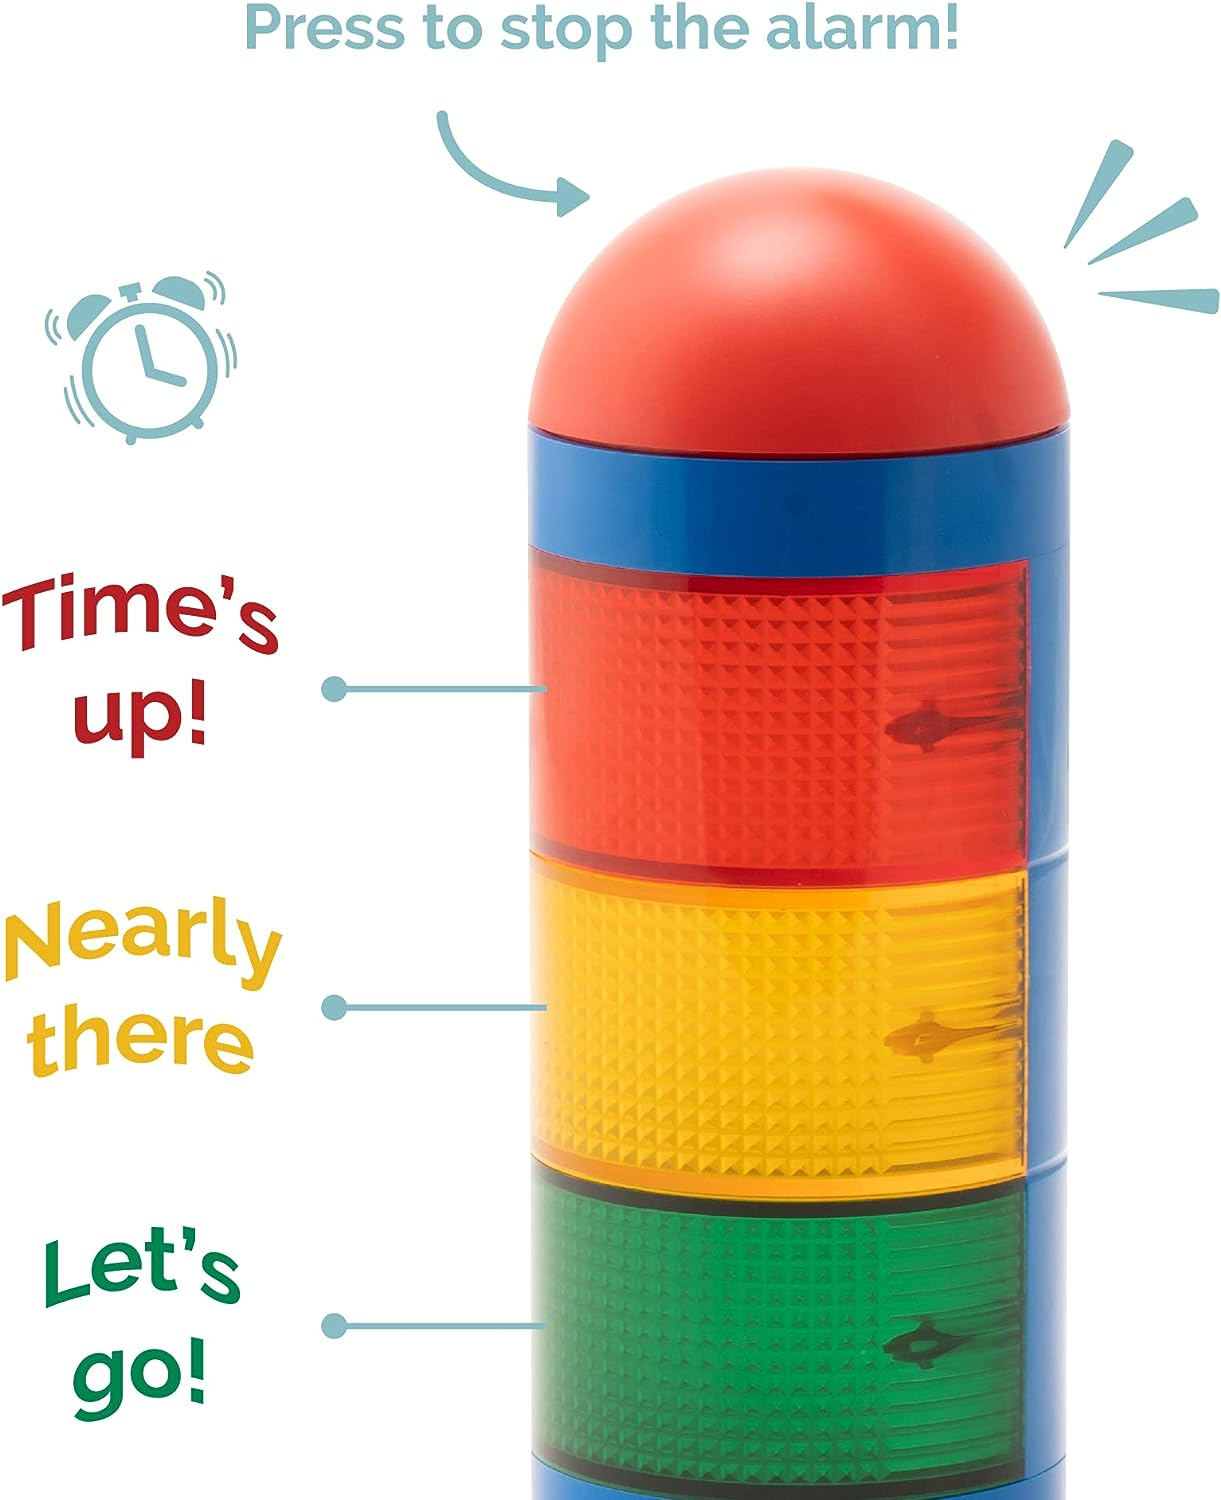 Press to stop the alarm!
Time's
up!
Nearly
there
Let's
go!